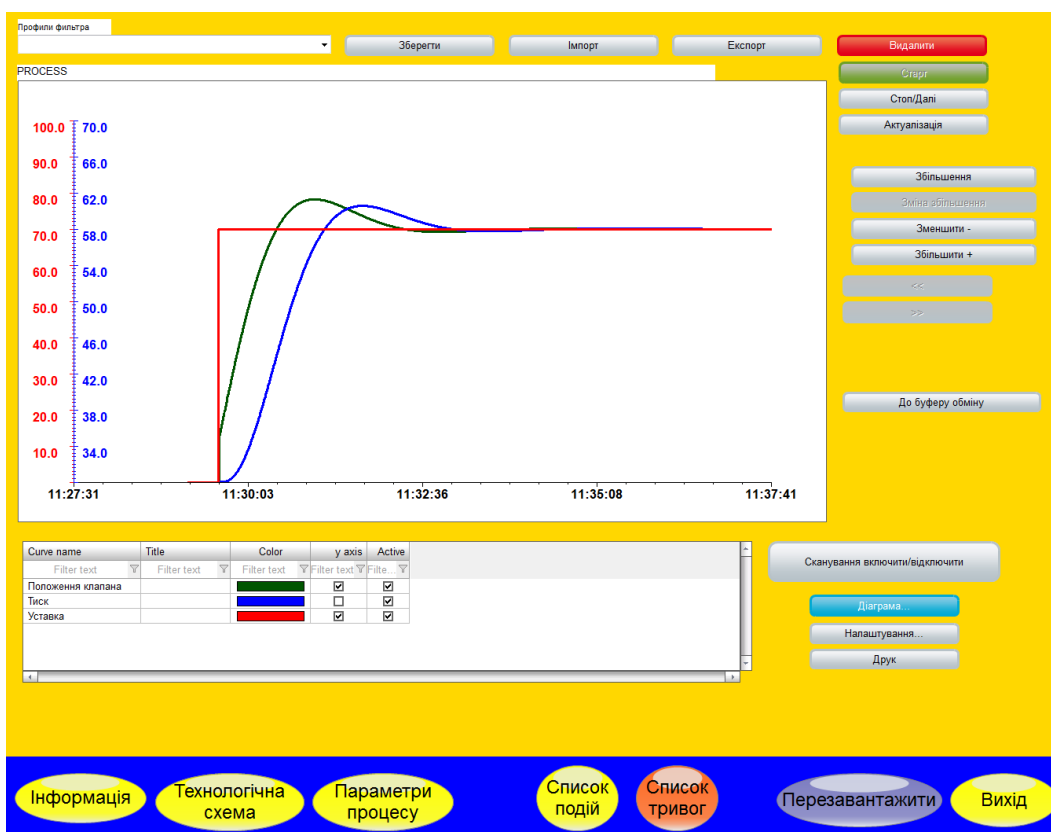 Профили фильтра
Зберегти
Імпорт
Експорт
Видалити
PROCESS
Старт
Стоп/Далі
Актуалізація
Збільшення
Зміна збільшення
Зменшити -
Збільшити +
<<
>>
До буферу обміну
100.0 70.0
90.0 66.0
80.0 62.0
70.0 58.0
60.0 54.0
50.0 50.0
40.0 46.0
30.0 42.0
20.0 38.0
10.0 34.0
11:27:31 11:30:03 11:32:36 11:35:08 11:37:41
Curve name Title Color y axis Active
Filter text Filter text Filter text Filter text Filte...
Положення клапана
Тиск
Уставка
Сканування включити/відключити
Діаграма...
Налаштування...
Друк
Інформація
Технологічна
схема
Параметри
процесу
Список
подій
Список
тривог
Перезавантажити
Вихід